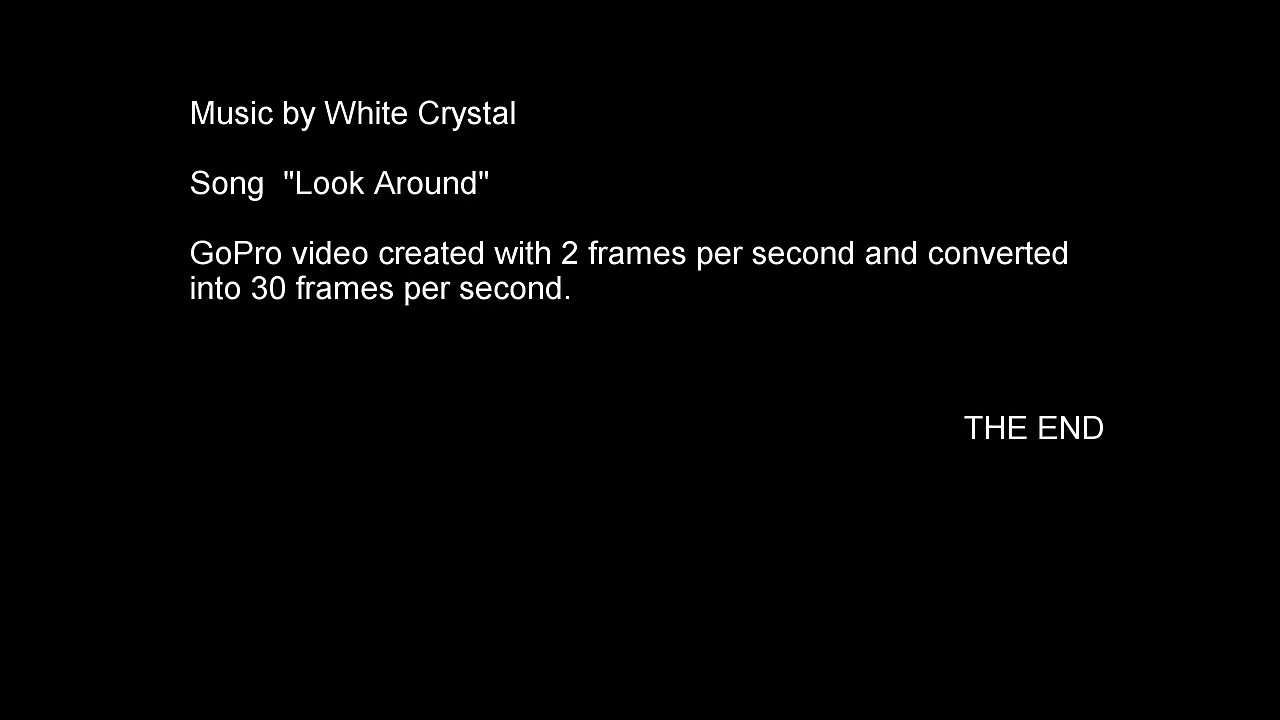 Music by White Crystal
Song  "Look Around"
GoPro video created with 2 frames per second and converted
into 30 frames per second.
THE END